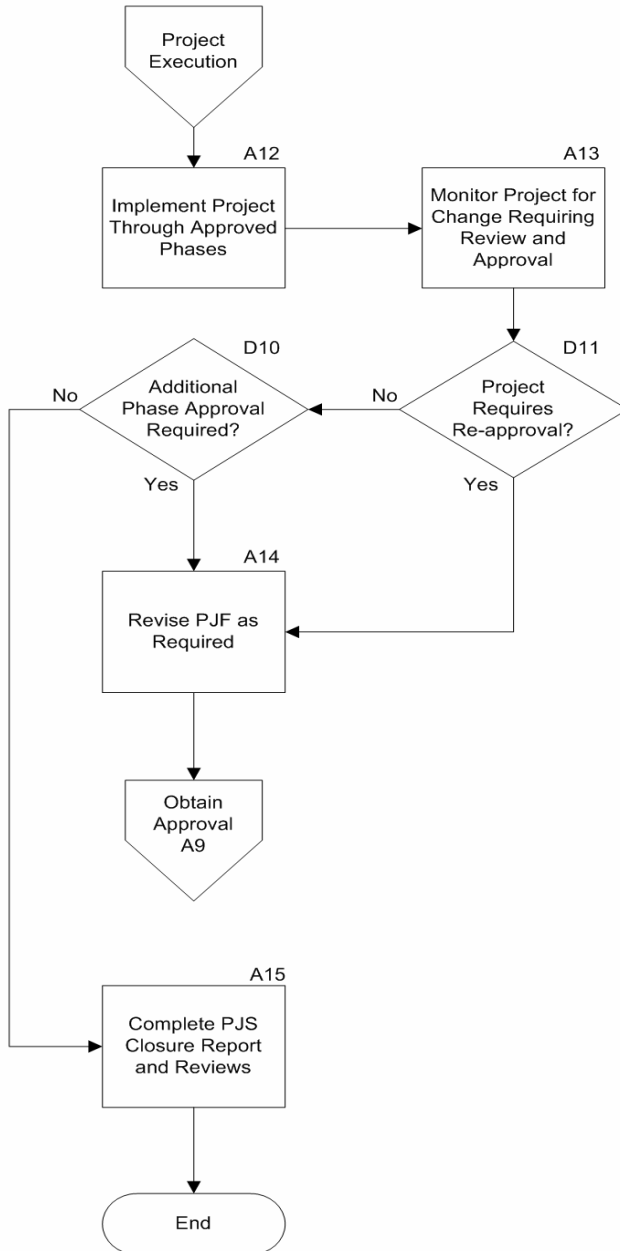 Project
Execution
A12
Implement Project
Through Approved
Phases
A13
Monitor Project for
Change Requiring
Review and
Approval
D11
Project
Requires
Re-approval?
No
Yes
D10
Additional
Phase Approval
Required?
No
Yes
A14
Revise PJF as
Required
Obtain
Approval
A9
A15
Complete PJS
Closure Report
and Reviews
End